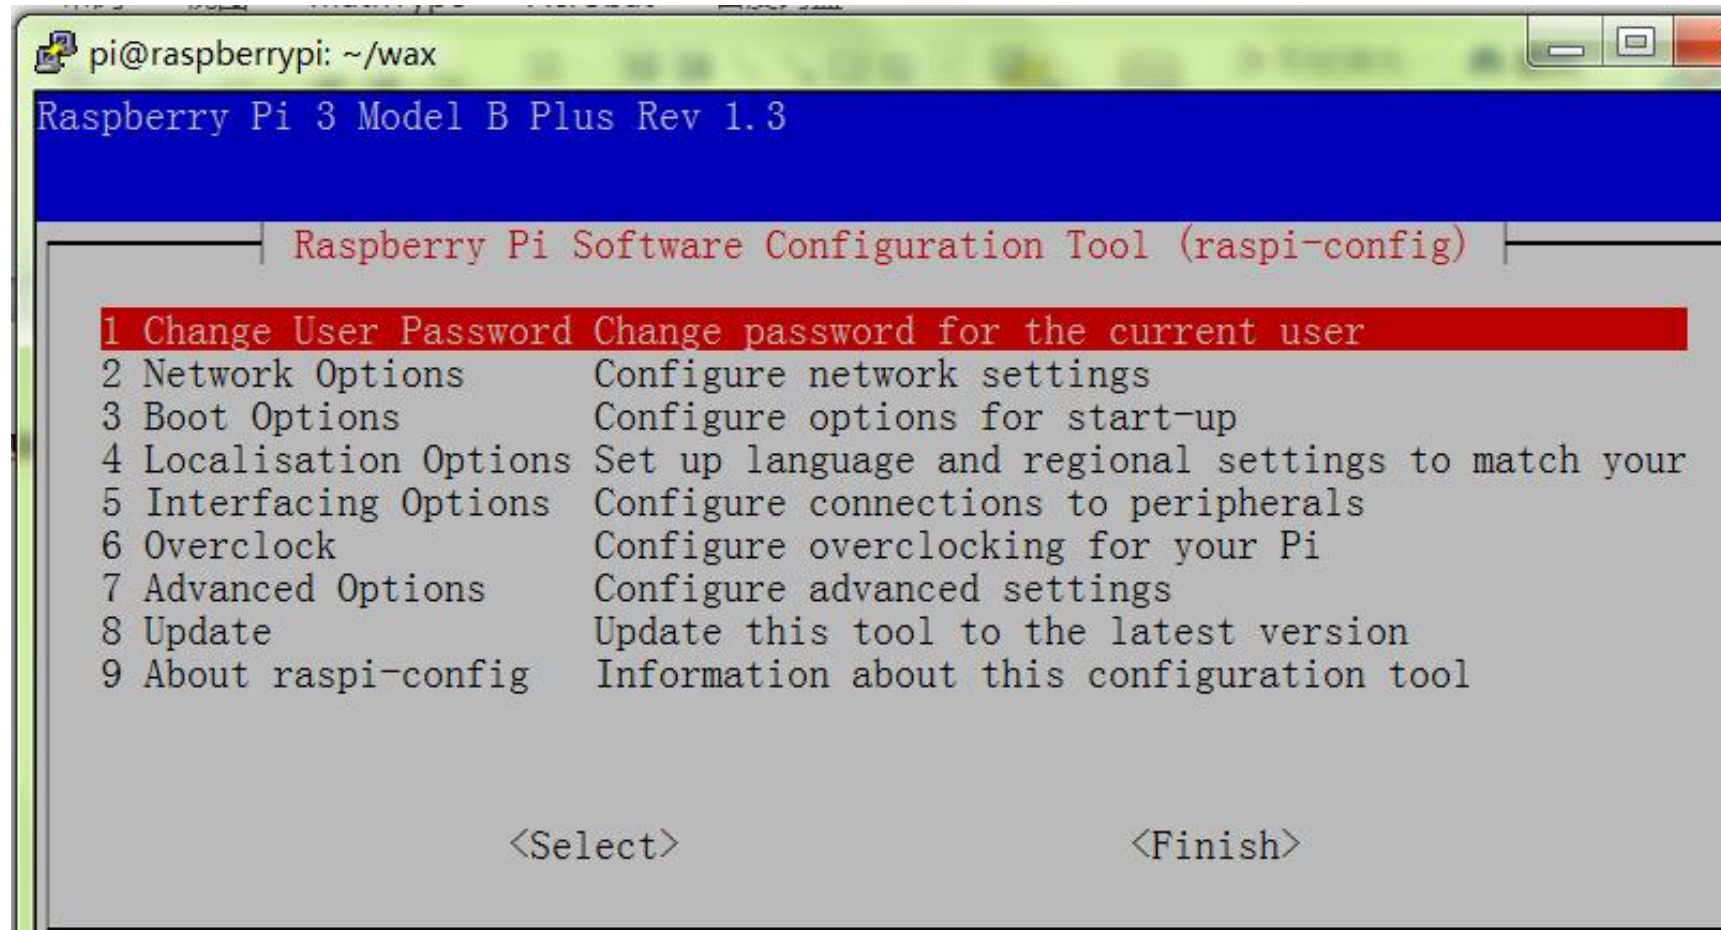 pi@raspberrypi: ~/wax
Raspberry Pi 3 Model B Plus Rev 1.3
Raspberry Pi Software Configuration Tool (raspi-config)
1 Change User Password Change password for the current user
2 Network Options Configure network settings
3 Boot Options Configure options for start-up
4 Localisation Options Set up language and regional settings to match your
5 Interfacing Options Configure connections to peripherals
6 Overclock Configure overclocking for your Pi
7 Advanced Options Configure advanced settings
8 Update Update this tool to the latest version
9 About raspi-config Information about this configuration tool
<Select> <Finish>